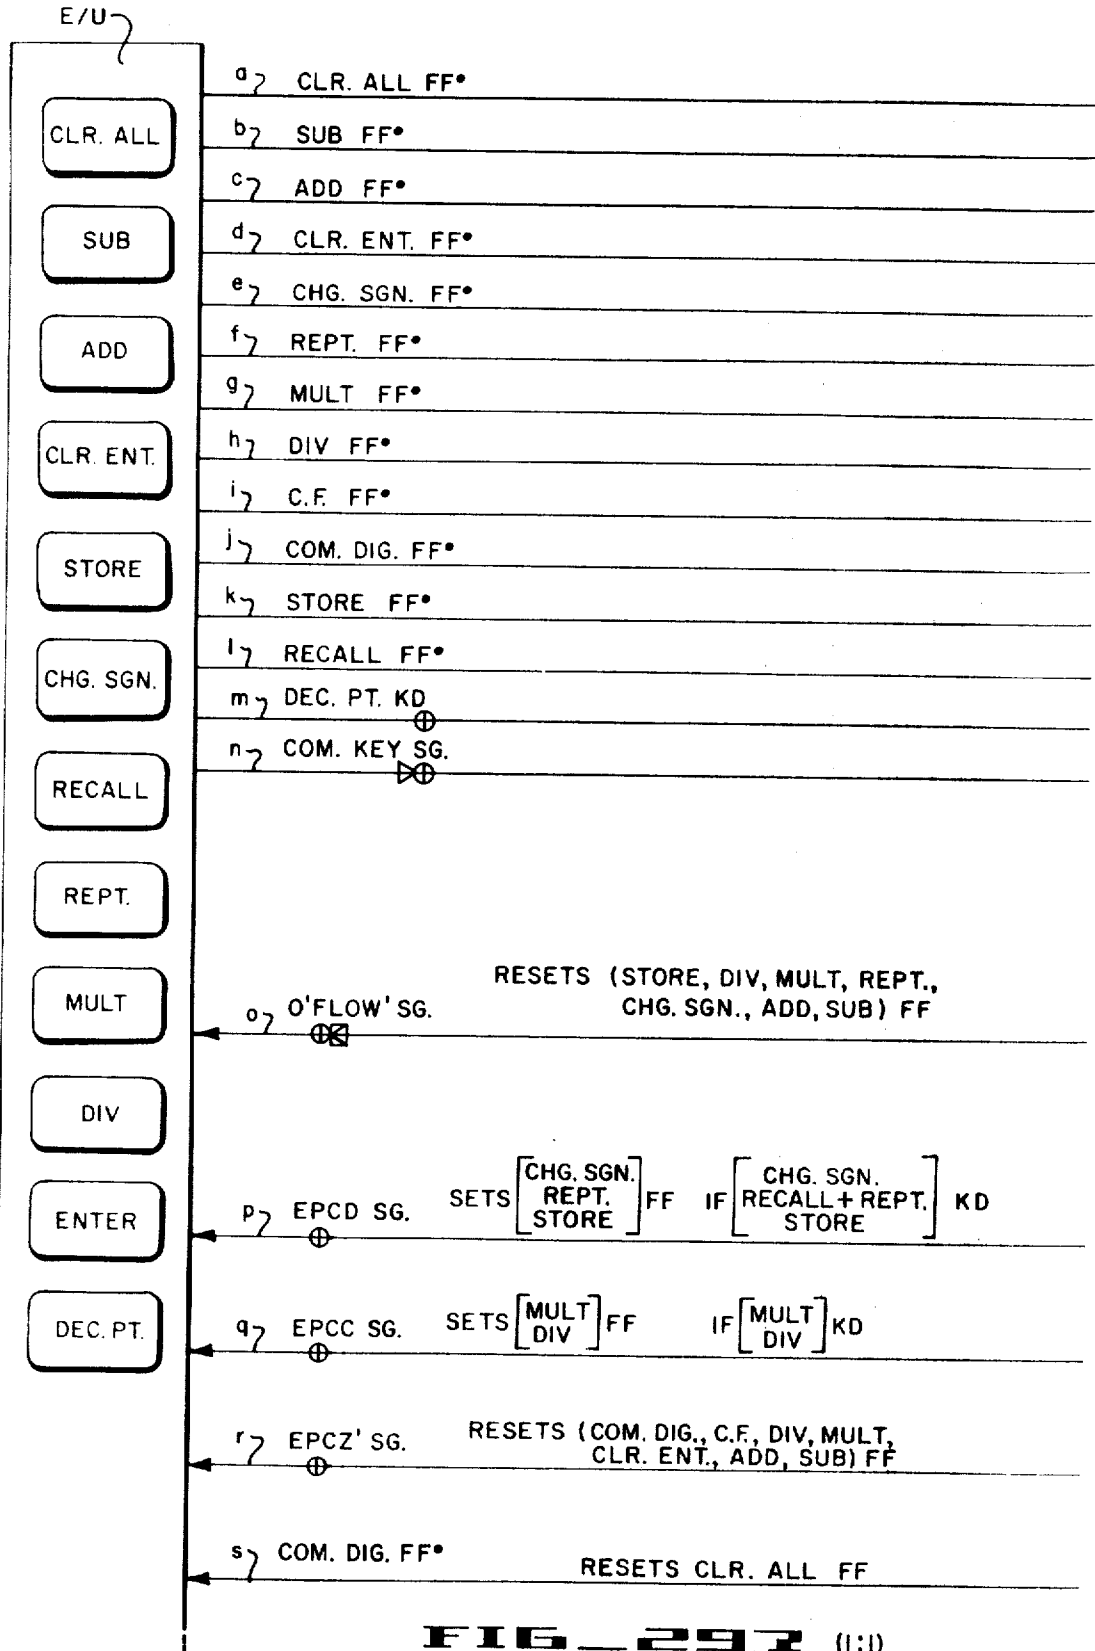 E/U
CLR. ALL
SUB
ADD
CLR. ENT.
STORE
CHG. SGN.
RECALL
REPT.
MULT
DIV
ENTER
DEC. PT.
a CLR. ALL FF•
b SUB FF•
c ADD FF•
d CLR. ENT. FF•
e CHG. SGN. FF•
f REPT. FF•
g MULT FF•
h DIV FF•
i C.F. FF•
j COM. DIG. FF•
k STORE FF•
l RECALL FF•
m DEC. PT. KD
n COM. KEY SG.
o O'FLOW' SG.
RESETS (STORE, DIV, MULT, REPT.,
CHG. SGN., ADD, SUB) FF
p EPCD SG.
SETS [CHG. SGN. REPT. STORE] FF IF [CHG. SGN. RECALL + REPT. STORE] KD
q EPCC SG.
SETS [MULT DIV] FF IF [MULT DIV] KD
r EPCZ' SG.
RESETS (COM. DIG., C.F., DIV, MULT,
CLR. ENT., ADD, SUB) FF
s COM. DIG. FF•
RESETS CLR. ALL FF
FIG_297 (1:1)